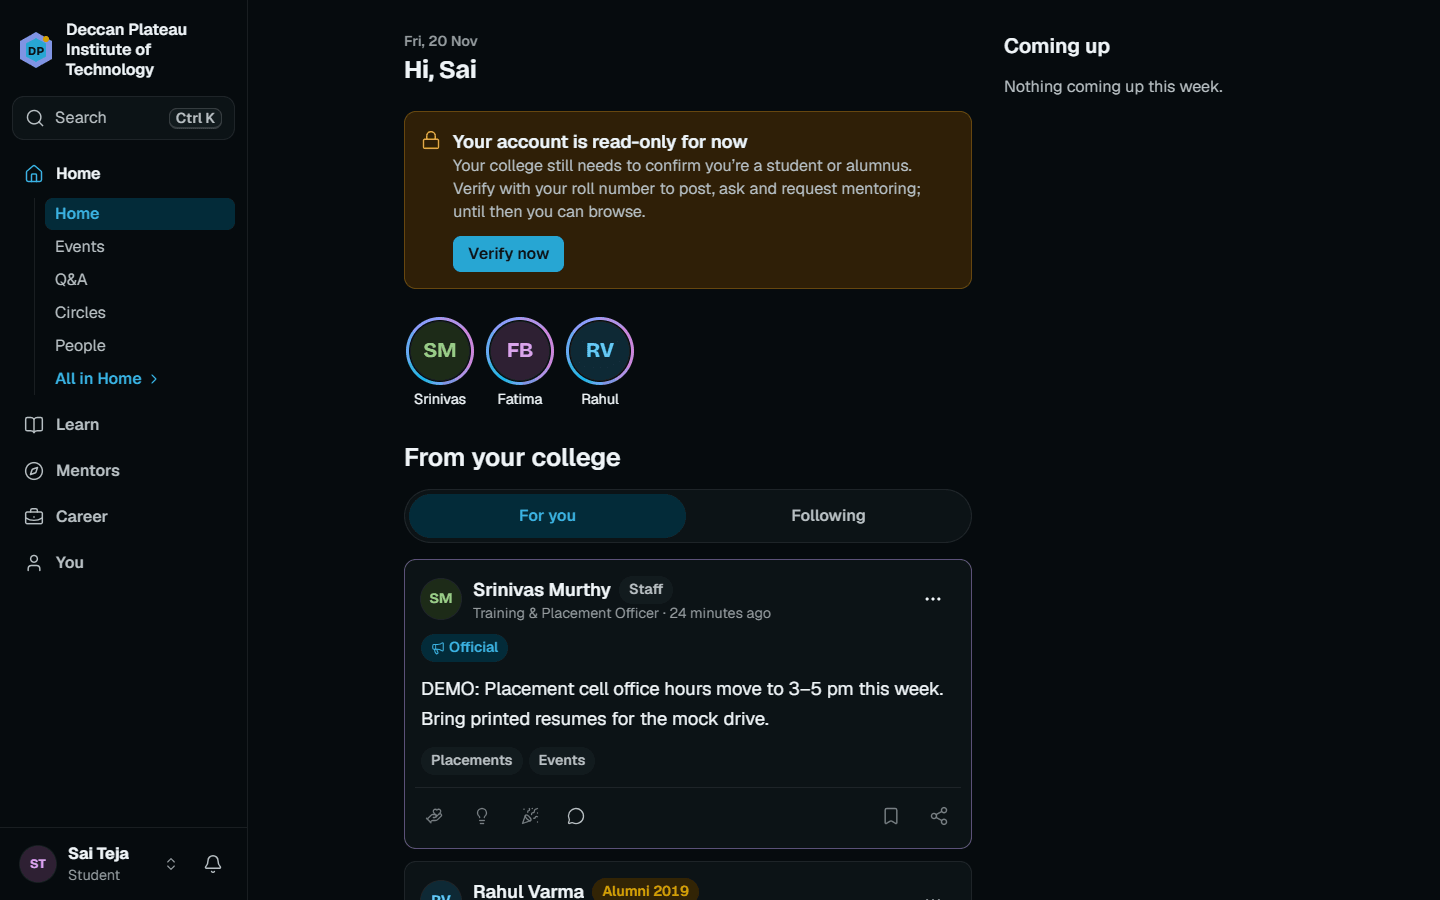 DP
Deccan Plateau
Institute of
Technology
Search
Ctrl K
Home
Home
Events
Q&A
Circles
People
All in Home
Learn
Mentors
Career
You
ST
Sai Teja
Student
Fri, 20 Nov
Hi, Sai
Your account is read-only for now
Your college still needs to confirm you’re a student or alumnus.
Verify with your roll number to post, ask and request mentoring;
until then you can browse.
Verify now
SM
FB
RV
Srinivas
Fatima
Rahul
From your college
For you
Following
SM
Srinivas Murthy
Staff
Training & Placement Officer · 24 minutes ago
Official
DEMO: Placement cell office hours move to 3–5 pm this week.
Bring printed resumes for the mock drive.
Placements
Events
RV
Rahul Varma
Alumni 2019
Coming up
Nothing coming up this week.